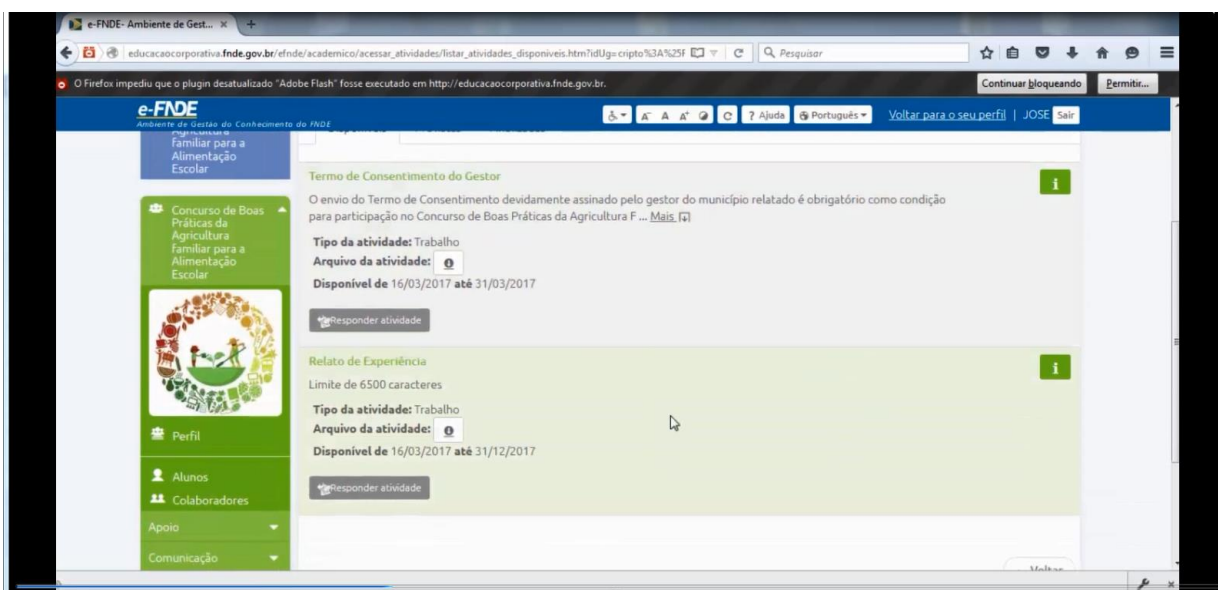 e-FNDE- Ambiente de Gest... × +
educacaocorporativa.fnde.gov.br/efnde/academico/acessar_atividades/listar_atividades_disponiveis.htm?idUg=cripto%3A%25F
Pesquisar
O Firefox impediu que o plugin desatualizado "Adobe Flash" fosse executado em http://educacaocorporativa.fnde.gov.br.
Continuar bloqueando
Permitir...
e-FNDE
Ambiente de Gestão do Conhecimento do FNDE
A- A A+
? Ajuda
Português
Voltar para o seu perfil | JOSE Sair
Agricultura
familiar para a
Alimentação
Escolar
Concurso de Boas
Práticas da
Agricultura
familiar para a
Alimentação
Escolar
Perfil
Alunos
Colaboradores
Apoio
Comunicação
Termo de Consentimento do Gestor
O envio do Termo de Consentimento devidamente assinado pelo gestor do município relatado é obrigatório como condição
para participação no Concurso de Boas Práticas da Agricultura F ... Mais
Tipo da atividade: Trabalho
Arquivo da atividade:
Disponível de 16/03/2017 até 31/03/2017
Responder atividade
Relato de Experiência
Limite de 6500 caracteres
Tipo da atividade: Trabalho
Arquivo da atividade:
Disponível de 16/03/2017 até 31/12/2017
Responder atividade
Voltar